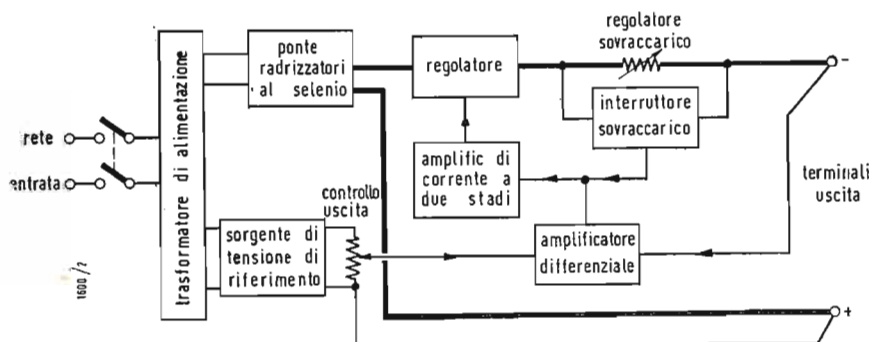 regolatore
sovraccarico
ponte
radrizzatori
al selenio
regolatore
-
interruttore
sovraccarico
trasformatore di alimentazione
rete
entrata
amplific di
corrente a
due stadi
terminali
uscita
controllo
uscita
sorgente di
tensione di
riferimento
amplificatore
differenziale
1600/2
+